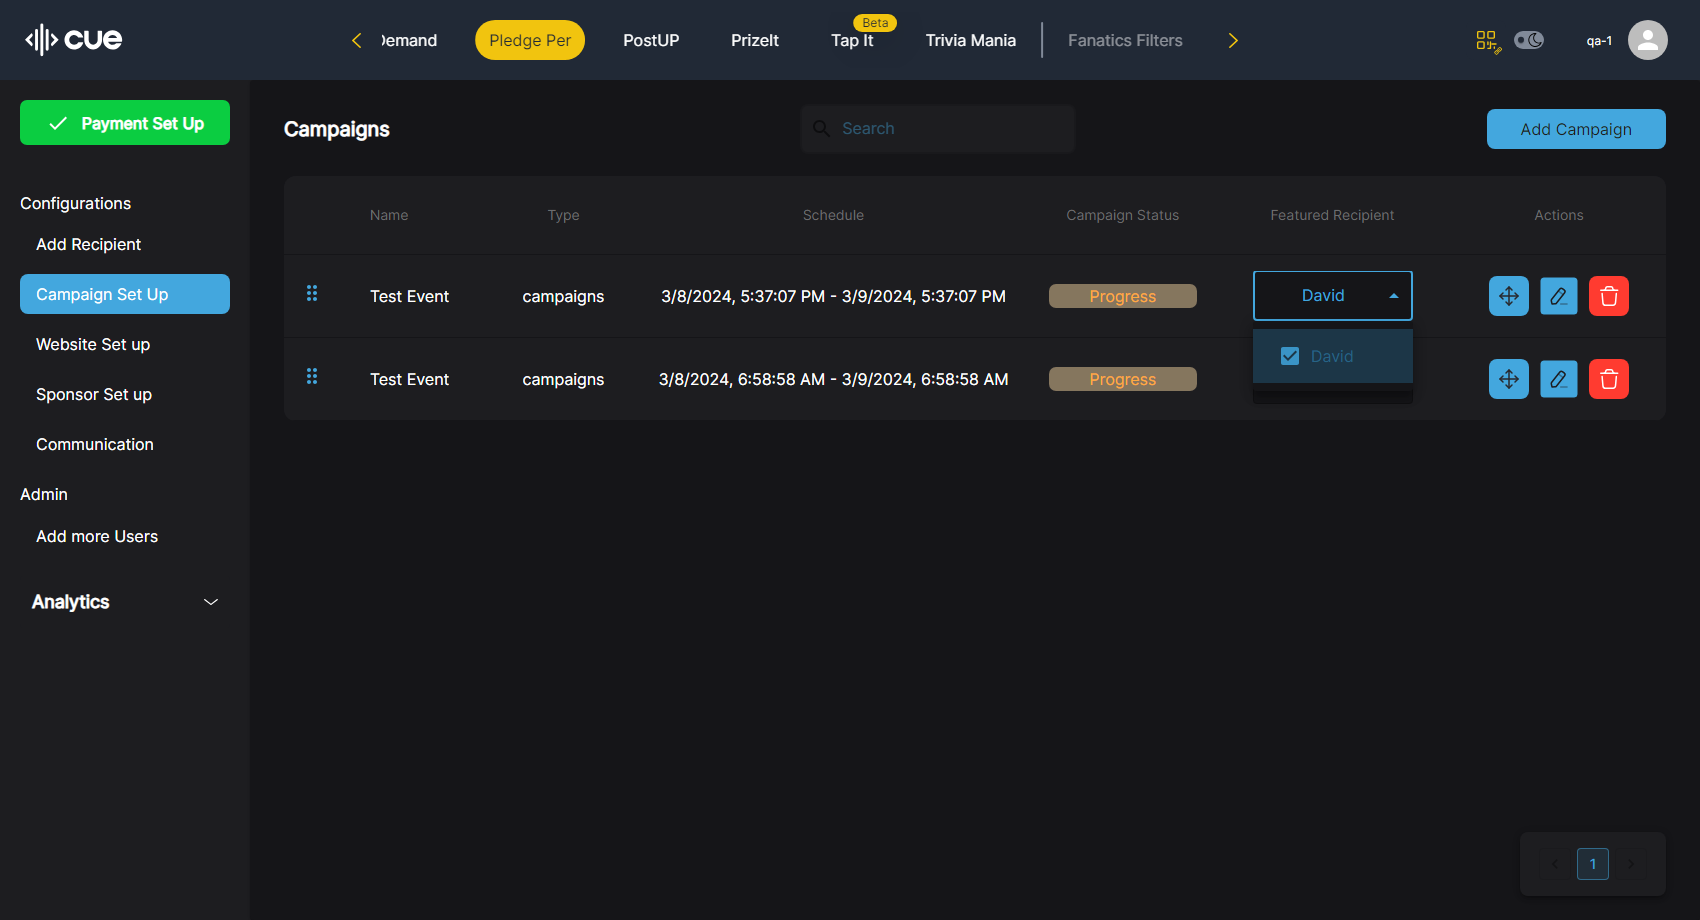 cue
Demand
Pledge Per
PostUP
PrizeIt
Beta
Tap It
Trivia Mania
Fanatics Filters
qa-1
Payment Set Up
Configurations
Add Recipient
Campaign Set Up
Website Set up
Sponsor Set up
Communication
Admin
Add more Users
Analytics
Campaigns
Search
Add Campaign
Name Type Schedule Campaign Status Featured Recipient Actions
Test Event campaigns 3/8/2024, 5:37:07 PM - 3/9/2024, 5:37:07 PM Progress David
David
Test Event campaigns 3/8/2024, 6:58:58 AM - 3/9/2024, 6:58:58 AM Progress
1